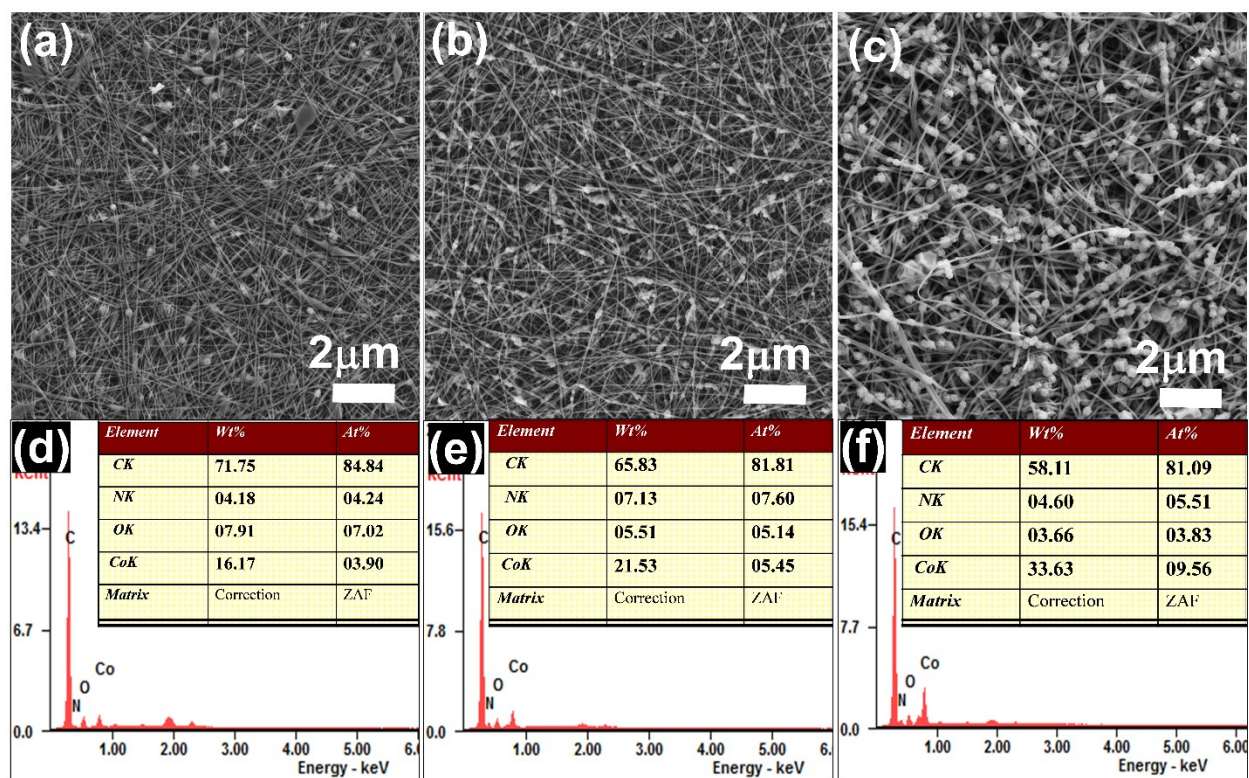 (a)
2μm
(b)
2μm
(c)
2μm
(d)
Element Wt% At%
CK 71.75 84.84
NK 04.18 04.24
OK 07.91 07.02
CoK 16.17 03.90
Matrix Correction ZAF
13.4
6.7
0.0
C
N
O
Co
1.00 2.00 3.00 4.00 5.00
Energy - keV
(e)
Element Wt% At%
CK 65.83 81.81
NK 07.13 07.60
OK 05.51 05.14
CoK 21.53 05.45
Matrix Correction ZAF
15.6
7.8
0.0
C
N
O
Co
1.00 2.00 3.00 4.00 5.00
Energy - keV
(f)
Element Wt% At%
CK 58.11 81.09
NK 04.60 05.51
OK 03.66 03.83
CoK 33.63 09.56
Matrix Correction ZAF
15.4
7.7
0.0
C
N
O
Co
1.00 2.00 3.00 4.00 5.00 6.0
Energy - keV